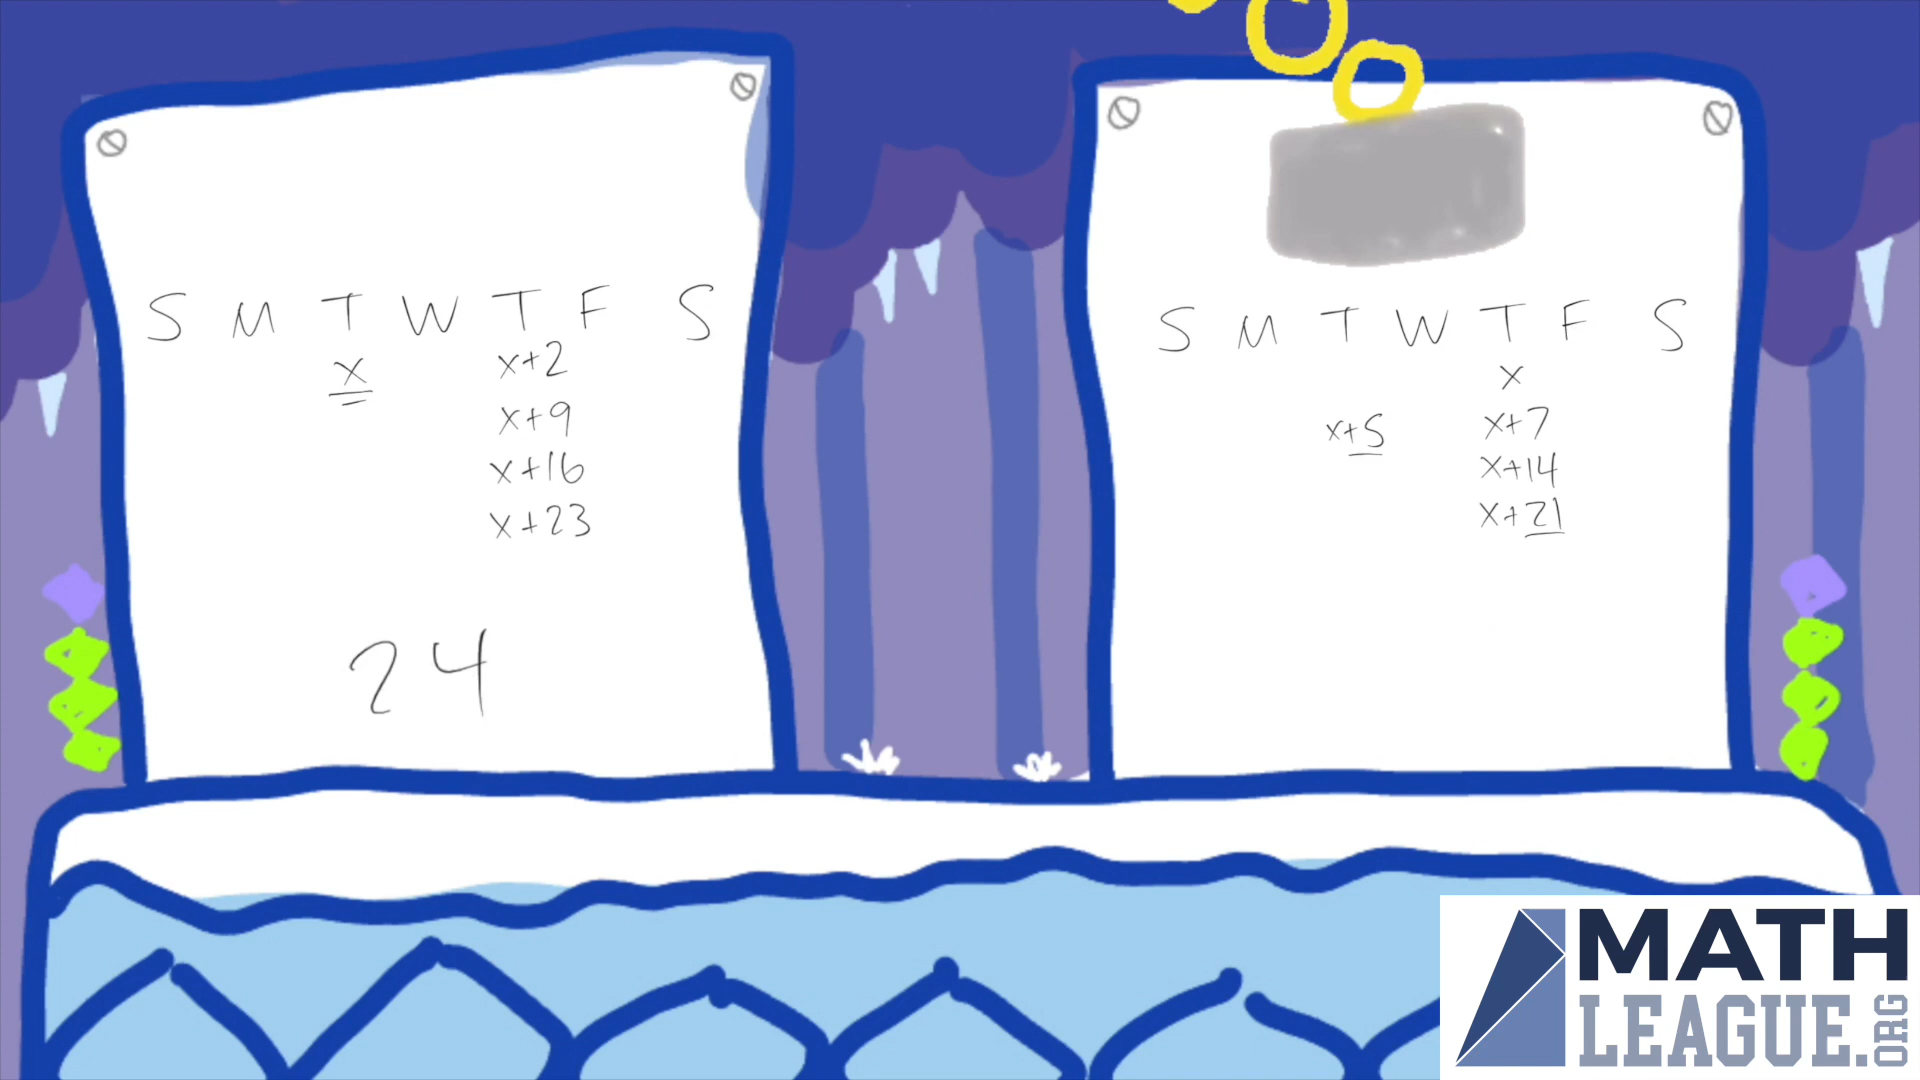 S M T W T F S
x x+2
x+9
x+16
x+23
24
S M T W T F S
x
x+5 x+7
x+14
x+21
MATH
LEAGUE.ORG